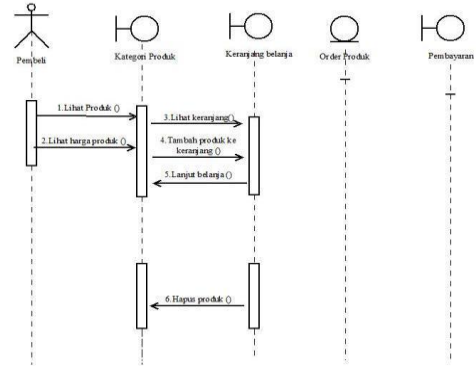 Pembeli
Kategori Produk
Keranjang belanja
Order Produk
Pembayaran
1.Lihat Produk ()
3.Lihat keranjang()
2.Lihat harga produk ()
4.Tambah produk ke
keranjang ()
5.Lanjut belanja ()
6.Hapus produk ()